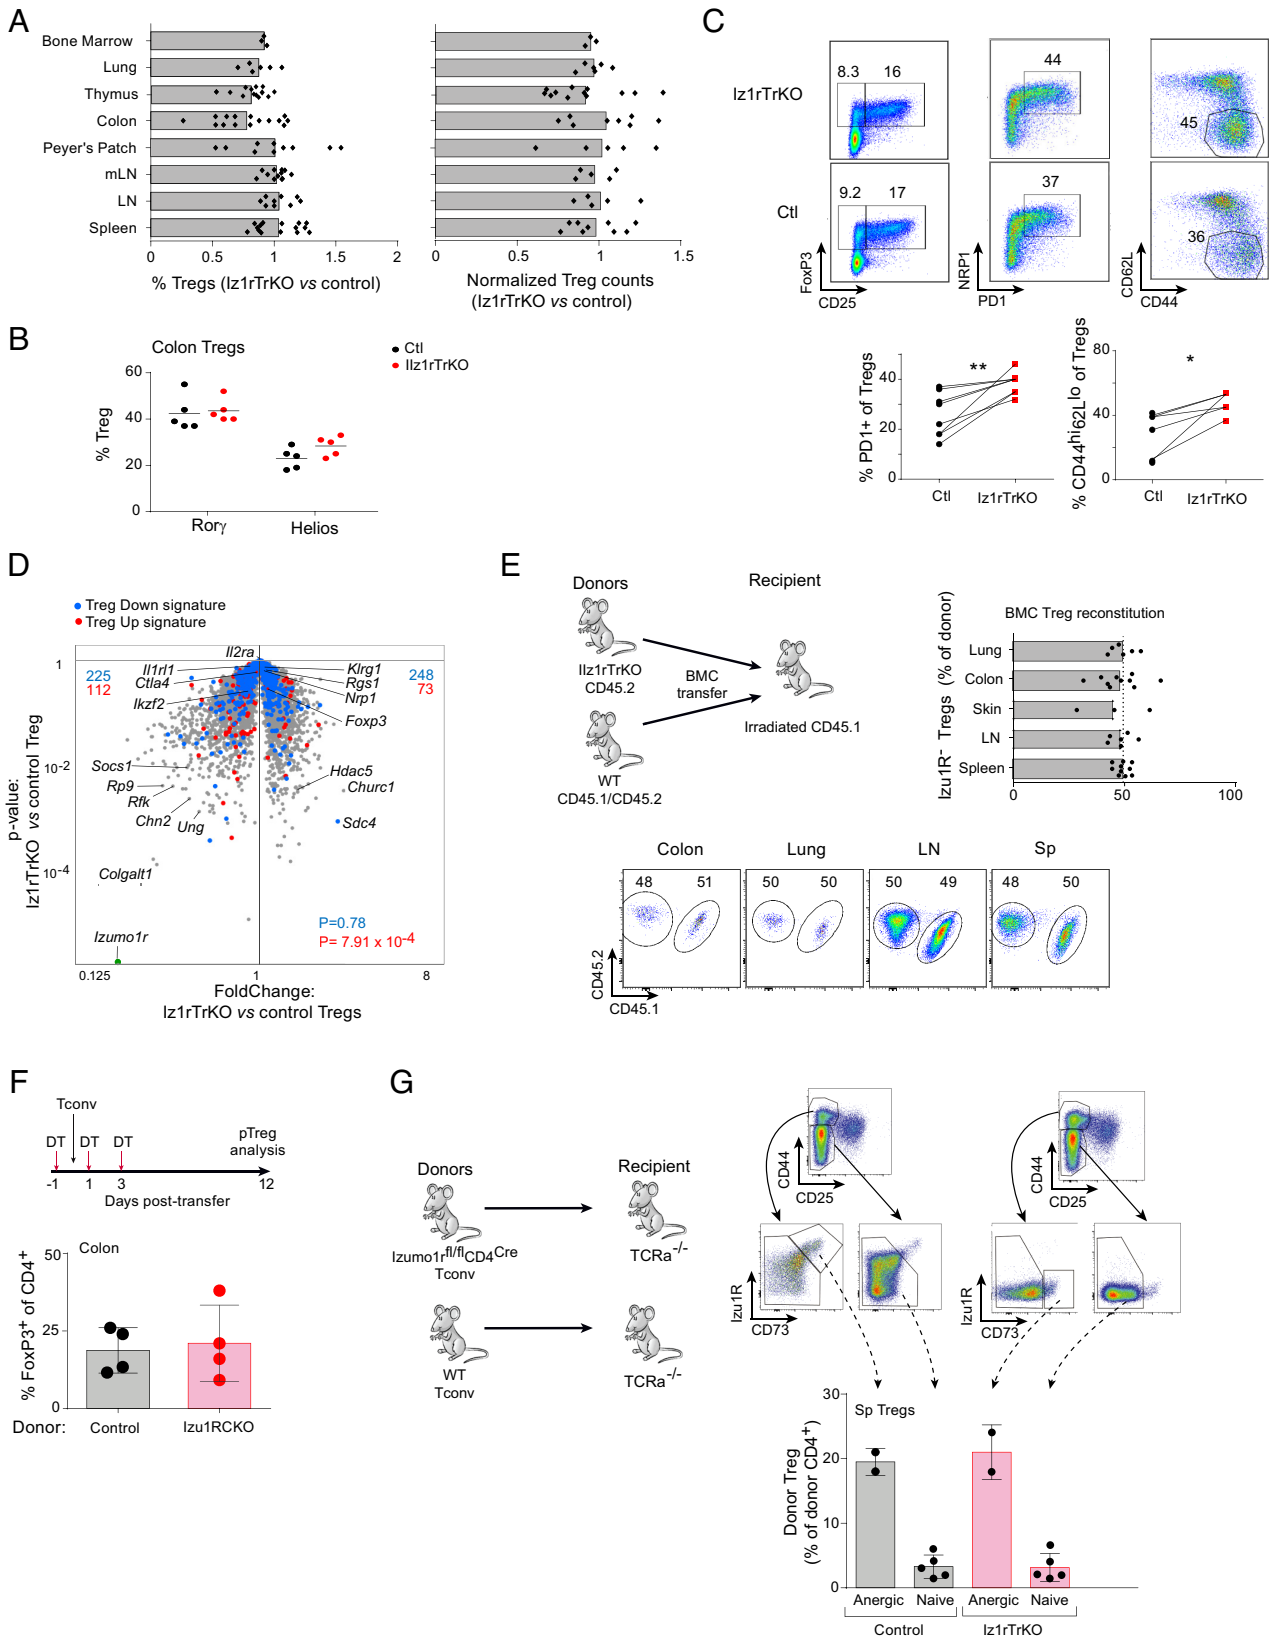 A
Bone Marrow
Lung
Thymus
Colon
Peyer's Patch
mLN
LN
Spleen
0 0.5 1 1.5 2
% Tregs (Iz1rTrKO vs control)
0 0.5 1 1.5
Normalized Treg counts
(Iz1rTrKO vs control)
B
Colon Tregs
Ctl
IIz1rTrKO
% Treg
60
40
20
0
Rorγ Helios
C
Iz1rTrKO
8.3 16
44
45
Ctl
9.2 17
37
36
FoxP3
CD25
NRP1
PD1
CD62L
CD44
% PD1+ of Tregs
40
20
0
**
Ctl Iz1rTrKO
% CD44hi62Llo of Tregs
80
40
0
*
Ctl Iz1rTrKO
D
Treg Down signature
Treg Up signature
p-value:
Iz1rTrKO vs control Treg
1
10-2
10-4
225
112
248
73
Il2ra
Il1rl1
Ctla4
Ikzf2
Klrg1
Rgs1
Nrp1
Foxp3
Socs1
Rp9
Rfk
Chn2
Ung
Hdac5
Churc1
Sdc4
Colgalt1
Izumo1r
P=0.78
P= 7.91 x 10-4
0.125 1 8
FoldChange:
Iz1rTrKO vs control Tregs
E
Donors
Recipient
IIz1rTrKO
CD45.2
BMC
transfer
Irradiated CD45.1
WT
CD45.1/CD45.2
Izu1R- Tregs (% of donor)
BMC Treg reconstitution
Lung
Colon
Skin
LN
Spleen
0 50 100
Colon Lung LN Sp
48 51
50 50
50 49
48 50
CD45.2
CD45.1
F
Tconv
DT DT DT
pTreg
analysis
-1 1 3 12
Days post-transfer
% FoxP3+ of CD4+
50
25
0
Colon
Donor: Control Izu1RCKO
G
Donors
Recipient
Izumo1rfl/flCD4Cre
Tconv
TCRa-/-
WT
Tconv
TCRa-/-
CD44
CD25
CD44
CD25
Izu1R
CD73
Izu1R
CD73
Donor Treg
(% of donor CD4+)
30
20
10
0
Sp Tregs
Anergic Naive Anergic Naive
Control Iz1rTrKO